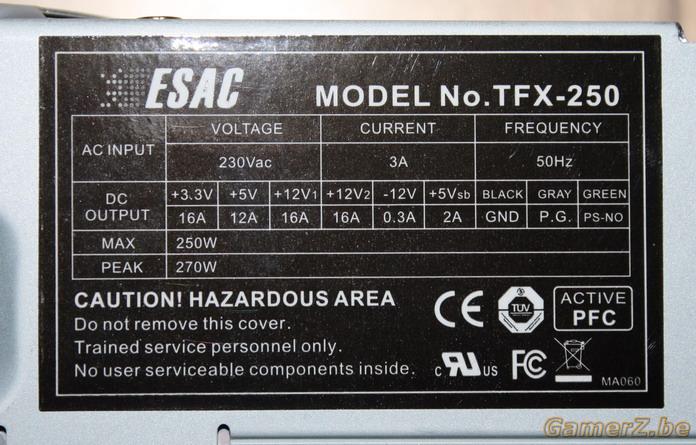 ESAC
MODEL No.TFX-250
AC INPUT VOLTAGE CURRENT FREQUENCY
230Vac 3A 50Hz
DC OUTPUT +3.3V +5V +12V1 +12V2 -12V +5Vsb BLACK GRAY GREEN
16A 12A 16A 16A 0.3A 2A GND P.G. PS-NO
MAX 250W
PEAK 270W
CAUTION! HAZARDOUS AREA
Do not remove this cover.
Trained service personnel only.
No user serviceable components inside.
CE TUV ACTIVE PFC
c RU US FC
MA060
GamerZ.be